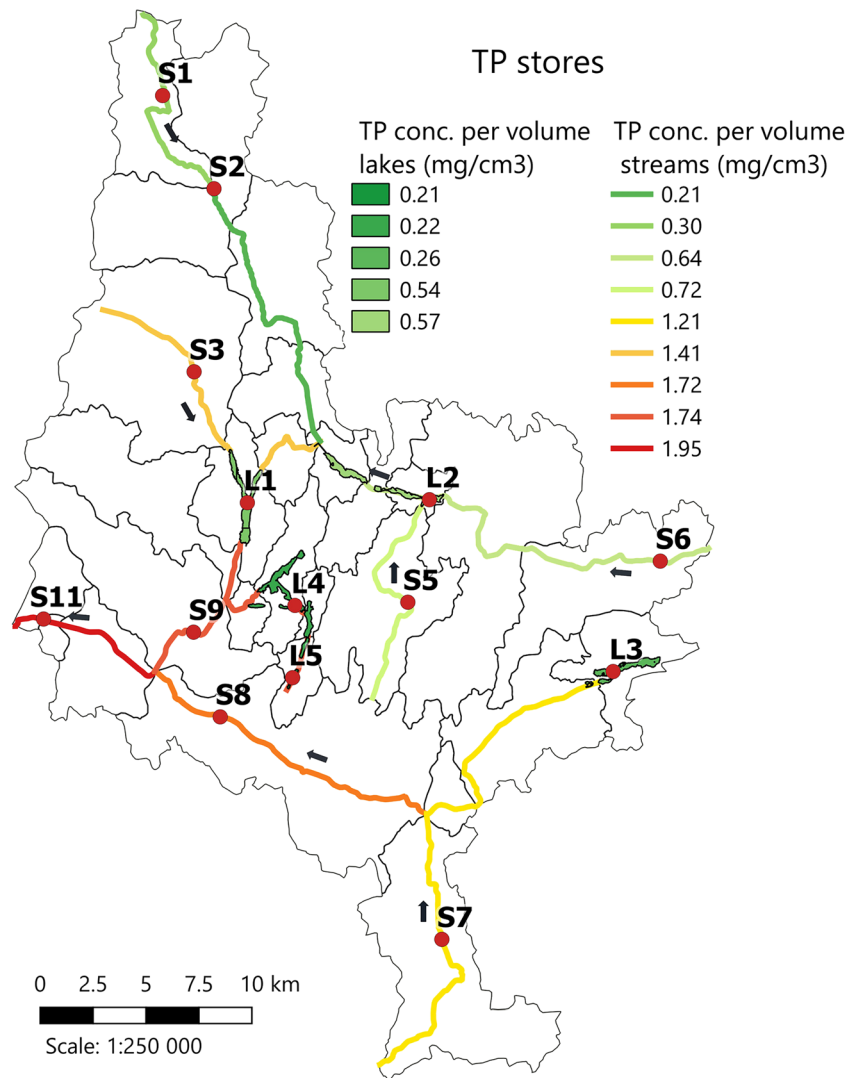 TP stores
TP conc. per volume
lakes (mg/cm3)
0.21
0.22
0.26
0.54
0.57
TP conc. per volume
streams (mg/cm3)
0.21
0.30
0.64
0.72
1.21
1.41
1.72
1.74
1.95
S1
S2
S3
L1
L2
S6
S5
L4
S11
S9
L3
L5
S8
S7
0 2.5 5 7.5 10 km
Scale: 1:250 000